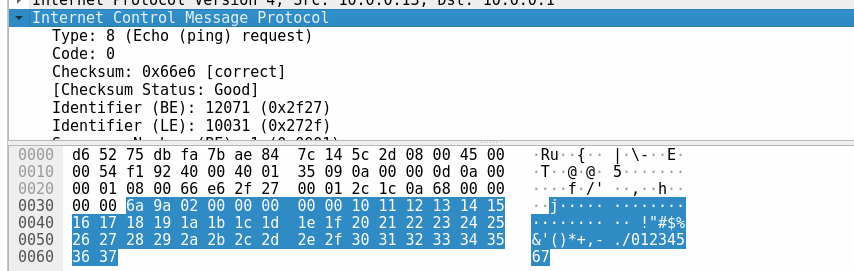 Internet Protocol Version 4, Src: 10.0.0.13, Dst: 10.0.0.1
Internet Control Message Protocol
Type: 8 (Echo (ping) request)
Code: 0
Checksum: 0x66e6 [correct]
[Checksum Status: Good]
Identifier (BE): 12071 (0x2f27)
Identifier (LE): 10031 (0x272f)
0000 d6 52 75 db fa 7b ae 84 7c 14 5c 2d 08 00 45 00 ·Ru··{·· |·\-··E·
0010 00 54 f1 92 40 00 40 01 35 09 0a 00 00 0d 0a 00 ·T··@·@· 5·······
0020 00 01 08 00 66 e6 2f 27 00 01 2c 1c 0a 68 00 00 ····f·/' ··,··h··
0030 00 00 6a 9a 02 00 00 00 00 00 10 11 12 13 14 15 ··j····· ········
0040 16 17 18 19 1a 1b 1c 1d 1e 1f 20 21 22 23 24 25 ········ ·· !"#$%
0050 26 27 28 29 2a 2b 2c 2d 2e 2f 30 31 32 33 34 35 &'()*+,- ./012345
0060 36 37 67